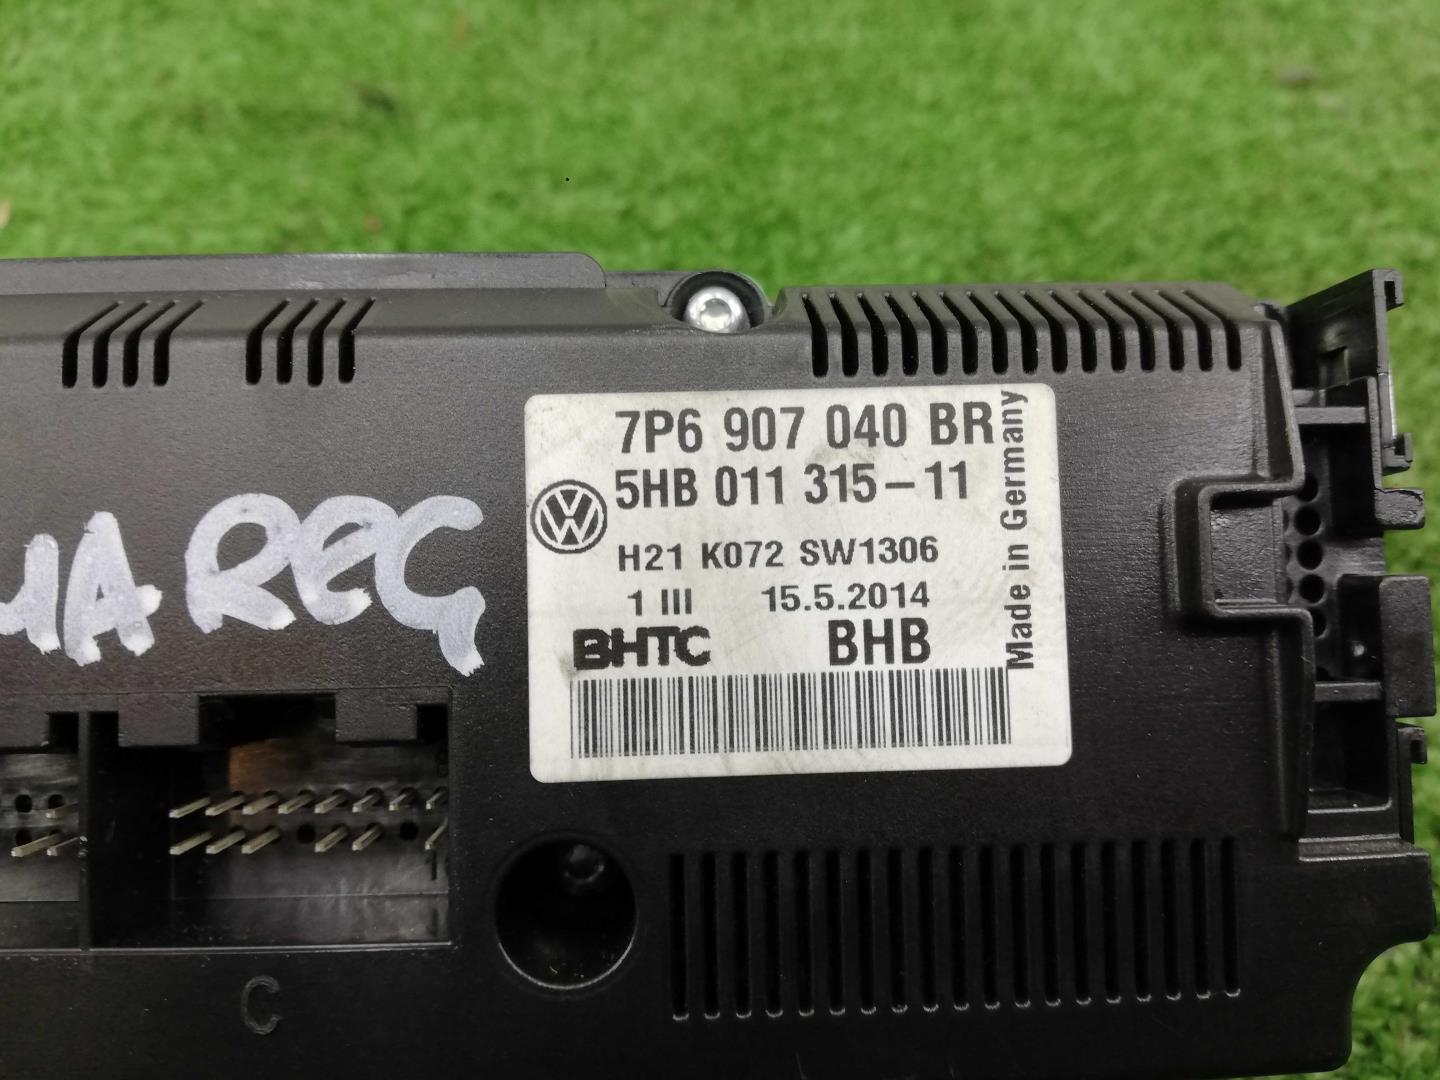 7P6 907 040 BR
5HB 011 315-11
H21 K072 SW1306
1 III 15.5.2014
BHTC BHB
Made in Germany
C
1